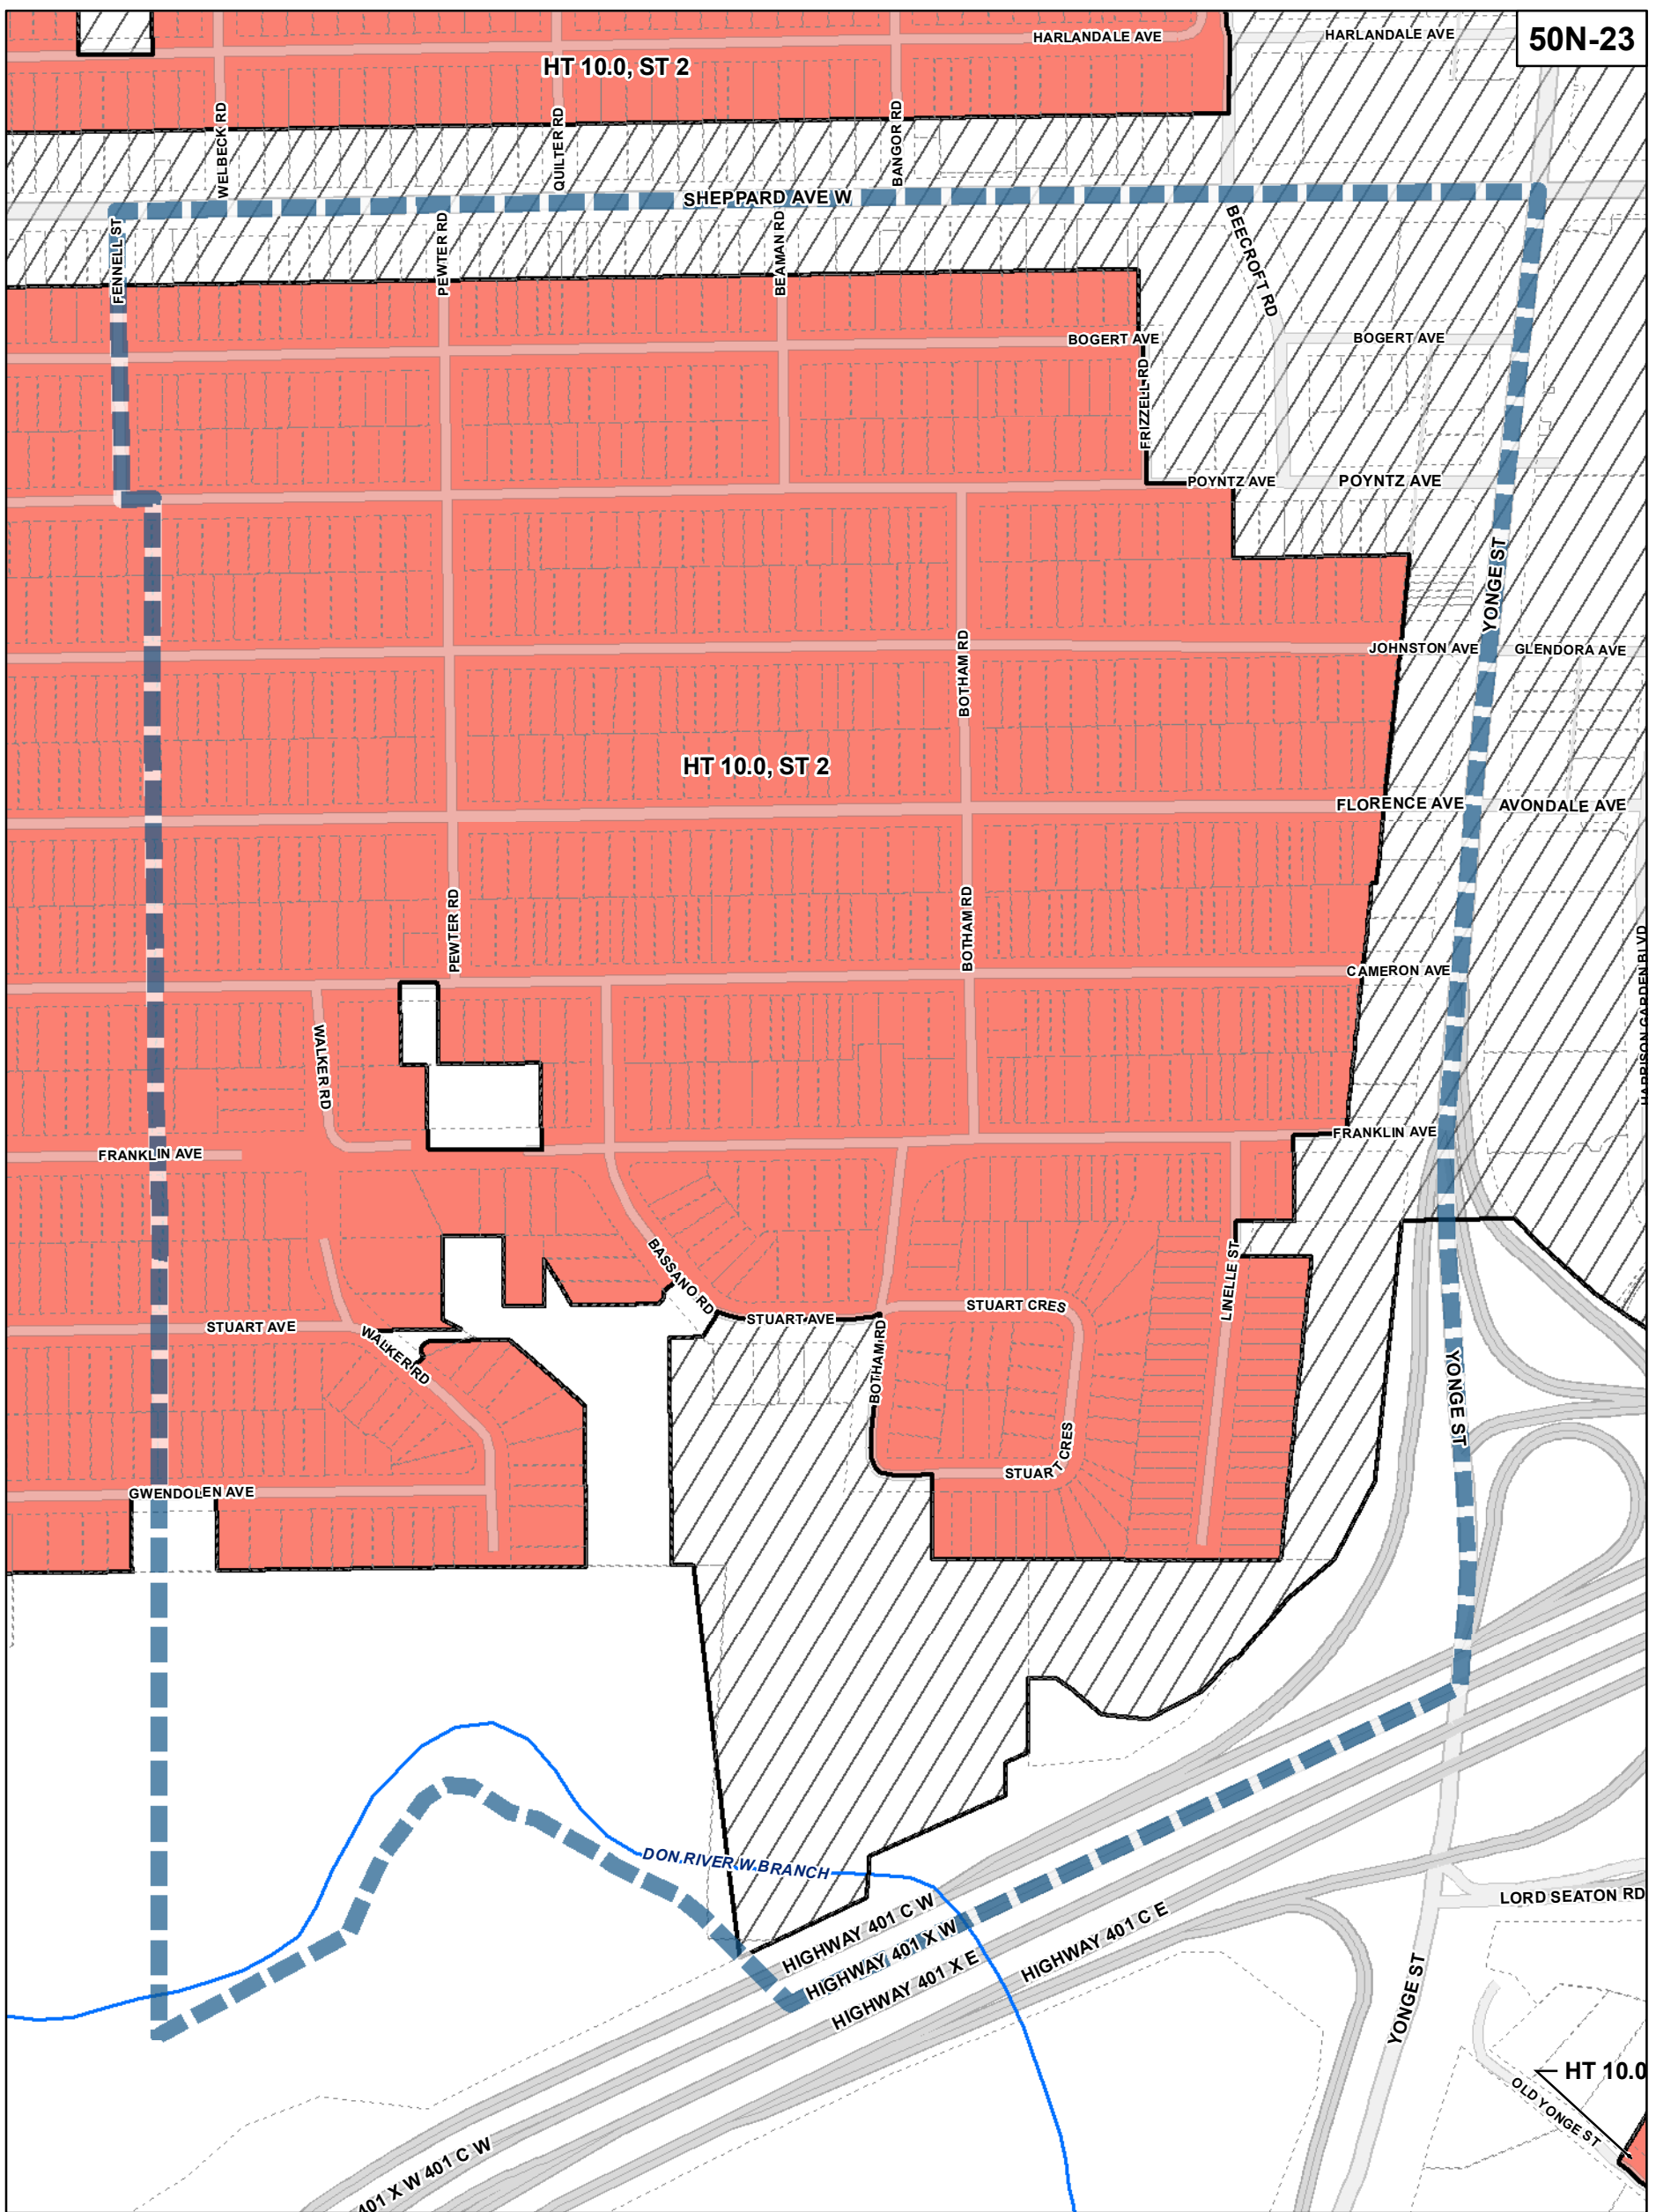 HARLANDALE AVE
HARLANDALE AVE
50N-23
HT 10.0, ST 2
WELBECK RD
QUILTER RD
BANGOR RD
SHEPPARD AVE W
FENNELL ST
PEWTER RD
BEAMAN RD
BEECROFT RD
BOGERT AVE
BOGERT AVE
FRIZZELL RD
POYNTZ AVE
POYNTZ AVE
YONGE ST
BOTHAM RD
JOHNSTON AVE
GLENDORA AVE
HT 10.0, ST 2
FLORENCE AVE
AVONDALE AVE
PEWTER RD
BOTHAM RD
CAMERON AVE
HARRISON GARDEN BLVD
WALKER RD
FRANKLIN AVE
FRANKLIN AVE
BASSANO RD
LINELLE ST
STUART AVE
STUART AVE
STUART CRES
WALKER RD
BOTHAM RD
YONGE ST
STUART CRES
STUART CRES
GWENDOLEN AVE
DON RIVER W BRANCH
HIGHWAY 401 C W
HIGHWAY 401 X W
HIGHWAY 401 X E
HIGHWAY 401 C E
LORD SEATON RD
YONGE ST
HT 10.0
OLD YONGE ST
401 X W 401 C W